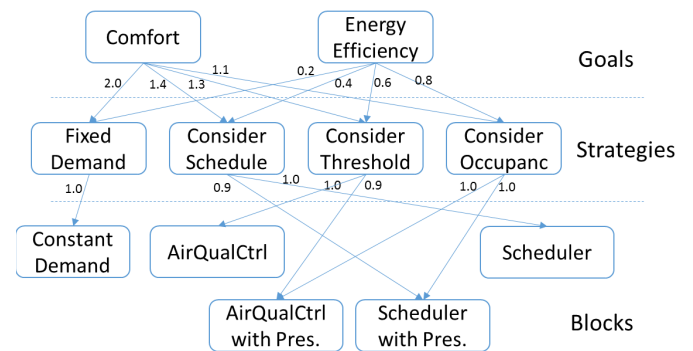 Comfort
Energy
Efficiency
Goals
2.0
1.4
1.3
1.1
0.2
0.4
0.6
0.8
Fixed
Demand
Consider
Schedule
Consider
Threshold
Consider
Occupanc
Strategies
1.0
0.9
1.0
1.0
0.9
1.0
1.0
Constant
Demand
AirQualCtrl
Scheduler
AirQualCtrl
with Pres.
Scheduler
with Pres.
Blocks